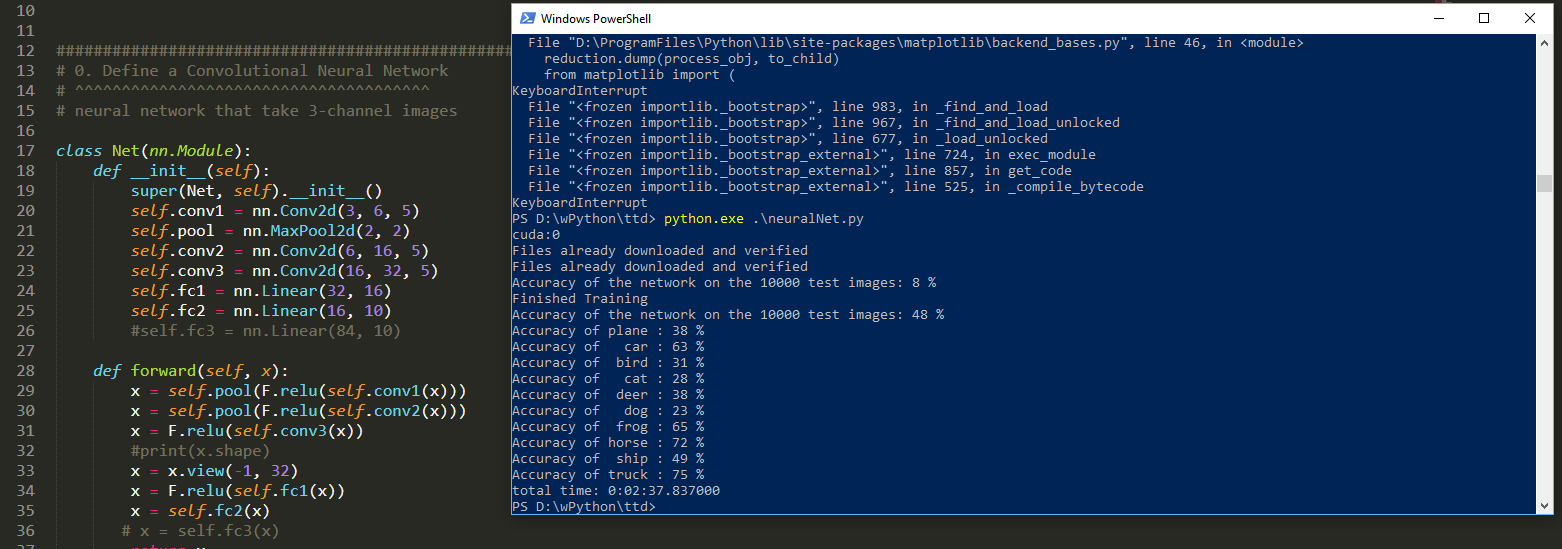 10
11
12 ##################################################
13 # 0. Define a Convolutional Neural Network
14 # ^^^^^^^^^^^^^^^^^^^^^^^^^^^^^^^^^^^^^^
15 # neural network that take 3-channel images
16
17 class Net(nn.Module):
18     def __init__(self):
19         super(Net, self).__init__()
20         self.conv1 = nn.Conv2d(3, 6, 5)
21         self.pool = nn.MaxPool2d(2, 2)
22         self.conv2 = nn.Conv2d(6, 16, 5)
23         self.conv3 = nn.Conv2d(16, 32, 5)
24         self.fc1 = nn.Linear(32, 16)
25         self.fc2 = nn.Linear(16, 10)
26         #self.fc3 = nn.Linear(84, 10)
27
28     def forward(self, x):
29         x = self.pool(F.relu(self.conv1(x)))
30         x = self.pool(F.relu(self.conv2(x)))
31         x = F.relu(self.conv3(x))
32         #print(x.shape)
33         x = x.view(-1, 32)
34         x = F.relu(self.fc1(x))
35         x = self.fc2(x)
36        # x = self.fc3(x)
Windows PowerShell
  File "D:\ProgramFiles\Python\lib\site-packages\matplotlib\backend_bases.py", line 46, in <module>
    reduction.dump(process_obj, to_child)
    from matplotlib import (
KeyboardInterrupt
  File "<frozen importlib._bootstrap>", line 983, in _find_and_load
  File "<frozen importlib._bootstrap>", line 967, in _find_and_load_unlocked
  File "<frozen importlib._bootstrap>", line 677, in _load_unlocked
  File "<frozen importlib._bootstrap_external>", line 724, in exec_module
  File "<frozen importlib._bootstrap_external>", line 857, in get_code
  File "<frozen importlib._bootstrap_external>", line 525, in _compile_bytecode
KeyboardInterrupt
PS D:\wPython\ttd> python.exe .\neuralNet.py
cuda:0
Files already downloaded and verified
Files already downloaded and verified
Accuracy of the network on the 10000 test images: 8 %
Finished Training
Accuracy of the network on the 10000 test images: 48 %
Accuracy of plane : 38 %
Accuracy of   car : 63 %
Accuracy of  bird : 31 %
Accuracy of   cat : 28 %
Accuracy of  deer : 38 %
Accuracy of   dog : 23 %
Accuracy of  frog : 65 %
Accuracy of horse : 72 %
Accuracy of  ship : 49 %
Accuracy of truck : 75 %
total time: 0:02:37.837000
PS D:\wPython\ttd>